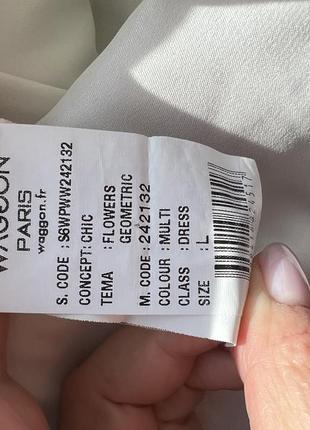 WAGGON
PARIS
waggon.fr
S. CODE : S6WPWW242132
CONCEPT: CHIC
TEMA : FLOWERS
GEOMETRIC
M. CODE : 242132
COLOUR : MULTI
CLASS : DRESS
SIZE : L